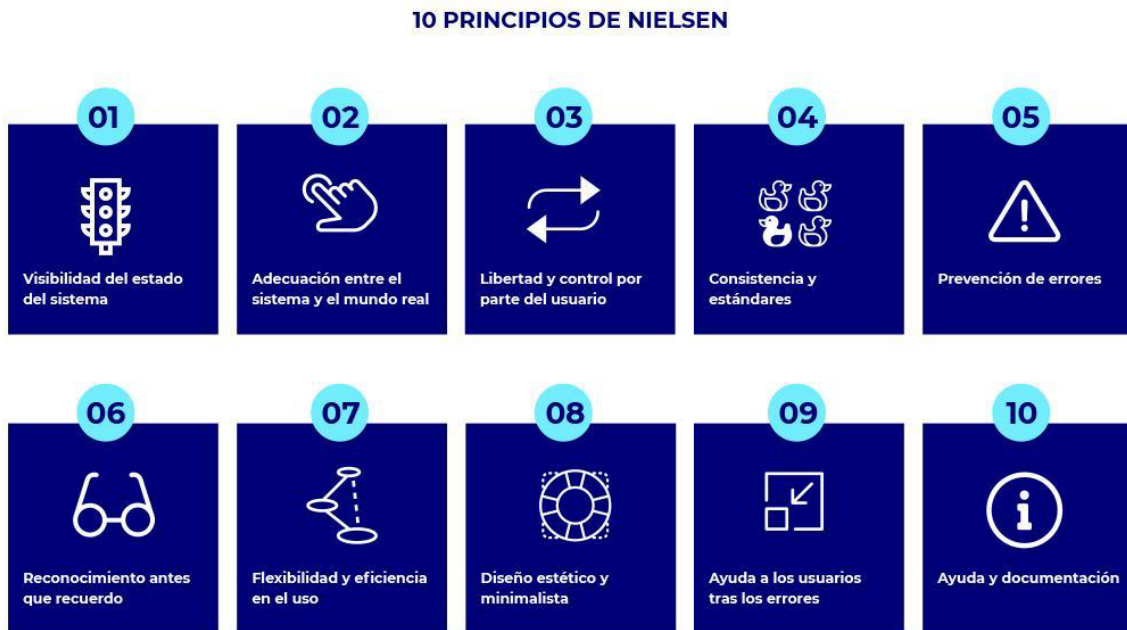 10 PRINCIPIOS DE NIELSEN
01
Visibilidad del estado
del sistema
02
Adecuación entre el
sistema y el mundo real
03
Libertad y control por
parte del usuario
04
Consistencia y
estándares
05
Prevención de errores
06
Reconocimiento antes
que recuerdo
07
Flexibilidad y eficiencia
en el uso
08
Diseño estético y
minimalista
09
Ayuda a los usuarios
tras los errores
10
Ayuda y documentación